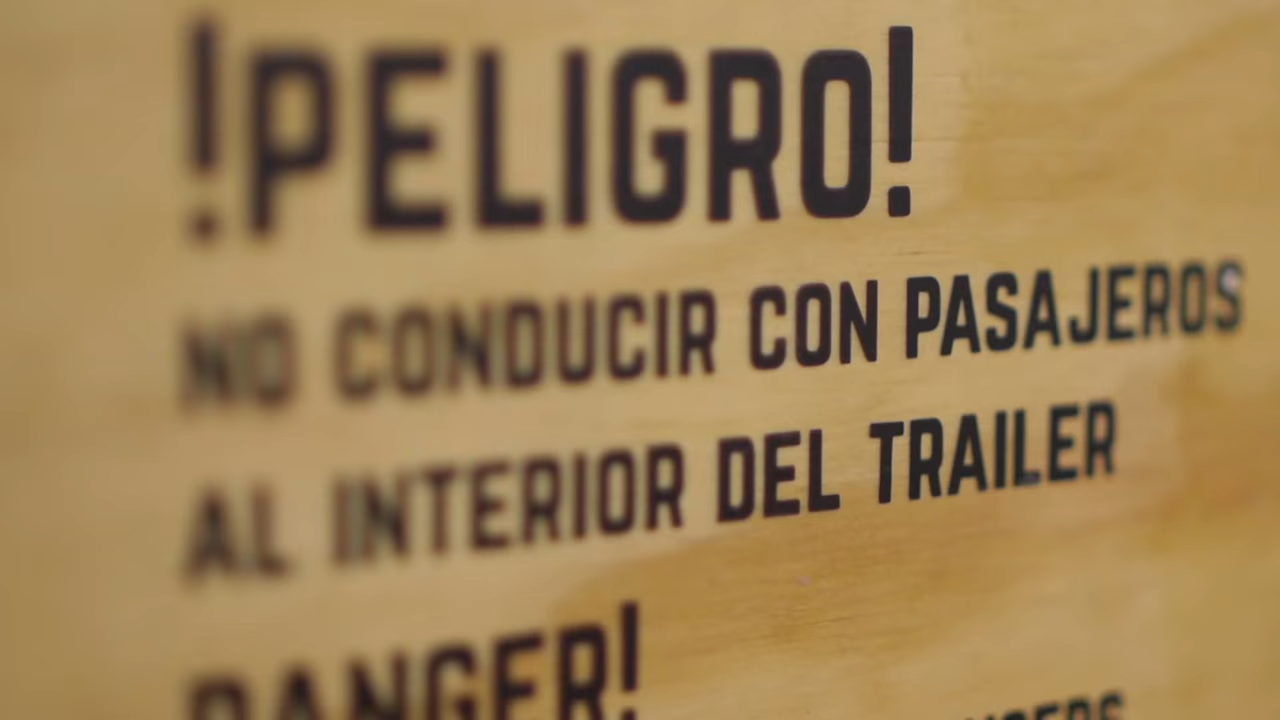 !PELIGRO!
NO CONDUCIR CON PASAJEROS
AL INTERIOR DEL TRAILER
DANGER!